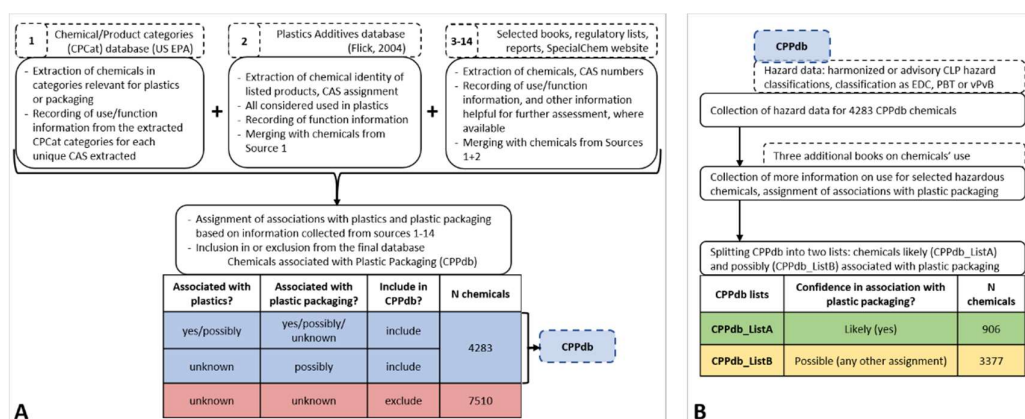 1
Chemical/Product categories
(CPCat) database (US EPA)
- Extraction of chemicals in
categories relevant for plastics
or packaging
- Recording of use/function
information from the extracted
CPCat categories for each
unique CAS extracted
+
2
Plastics Additives database
(Flick, 2004)
- Extraction of chemical identity of
listed products, CAS assignment
- All considered used in plastics
- Recording of function information
- Merging with chemicals from
Source 1
+
3-14
Selected books, regulatory lists,
reports, SpecialChem website
- Extraction of chemicals, CAS numbers
- Recording of use/function
information, and other information
helpful for further assessment, where
available
- Merging with chemicals from Sources
1+2
- Assignment of associations with plastics and plastic packaging
based on information collected from sources 1-14
- Inclusion in or exclusion from the final database
Chemicals associated with Plastic Packaging (CPPdb)
Associated with
plastics?
Associated with
plastic packaging?
Include in
CPPdb?
N chemicals
yes/possibly
yes/possibly/
unknown
include
4283
unknown
possibly
include
unknown
unknown
exclude
7510
CPPdb
A
CPPdb
Hazard data: harmonized or advisory CLP hazard
classifications, classification as EDC, PBT or vPvB
Collection of hazard data for 4283 CPPdb chemicals
Three additional books on chemicals' use
Collection of more information on use for selected hazardous
chemicals, assignment of associations with plastic packaging
Splitting CPPdb into two lists: chemicals likely (CPPdb_ListA)
and possibly (CPPdb_ListB) associated with plastic packaging
CPPdb lists
Confidence in association with
plastic packaging?
N
chemicals
CPPdb_ListA
Likely (yes)
906
CPPdb_ListB
Possible (any other assignment)
3377
B